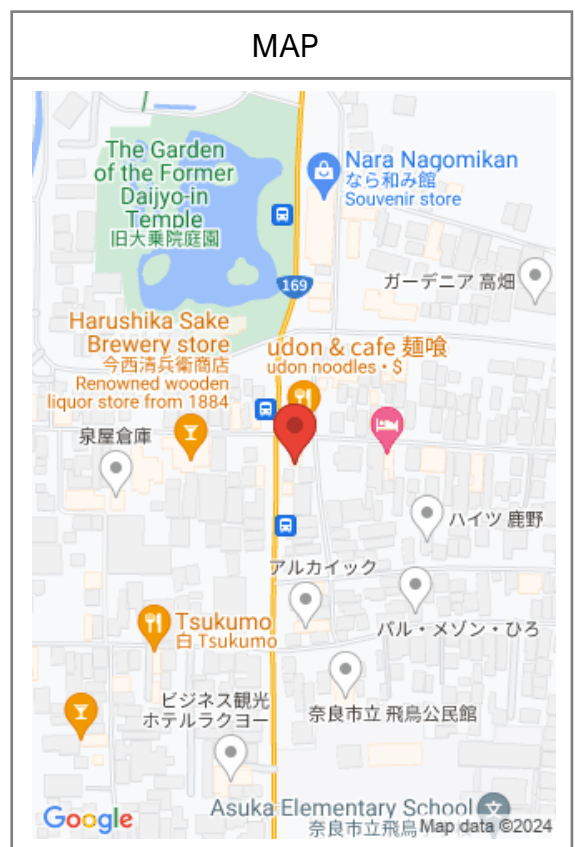 MAP
The Garden
of the Former
Daijyo-in
Temple
旧大乗院庭園
Nara Nagomikan
なら和み館
Souvenir store
169
ガーデニア 高畑
Harushika Sake
Brewery store
今西清兵衛商店
Renowned wooden
liquor store from 1884
udon & cafe 麺喰
udon noodles • $
泉屋倉庫
ハイツ 鹿野
アルカイック
パル・メゾン・ひろ
Tsukumo
白 Tsukumo
ビジネス観光
ホテルラクヨー
奈良市立 飛鳥公民館
Asuka Elementary School
奈良市立飛鳥
文
Google
Map data ©2024